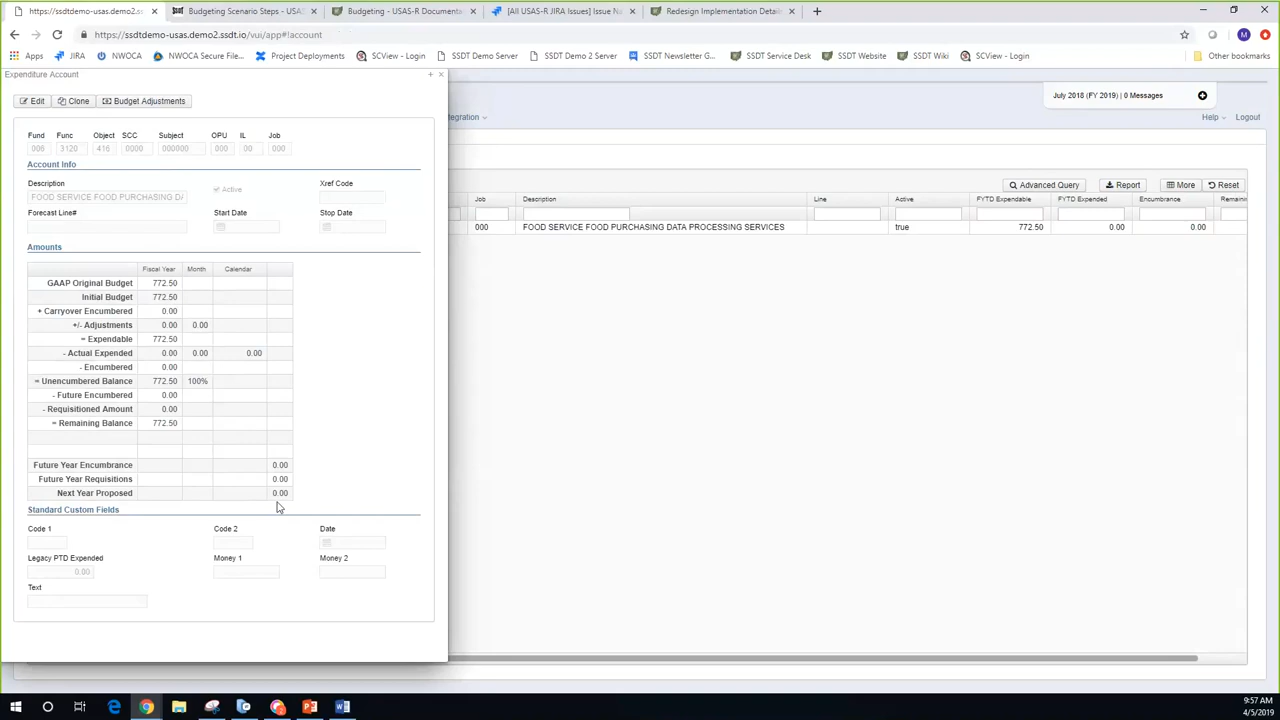 https://ssdtdemo-usas.demo2.ss
Budgeting Scenario Steps - USAS
Budgeting - USAS-R Documentat
[All USAS-R JIRA Issues] Issue Na
Redesign Implementation Details
https://ssdtdemo-usas.demo2.ssdt.io/vui/app#!account
Apps
JIRA
NWOCA
NWOCA Secure File...
Project Deployments
SCView - Login
SSDT Demo Server
SSDT Demo 2 Server
SSDT Newsletter G...
SSDT Desk
SSDT Website
SSDT Wiki
SCView - Login
Other bookmarks
Expenditure Account
July 2018 (FY 2019) | 0 Messages
Edit
Clone
Budget Adjustments
egration
Help
Logout
Fund Func Object SCC Subject OPU IL Job
006 3120 416 0000 000000 000 00 000
Account Info
Description
Active
Xref Code
FOOD SERVICE FOOD PURCHASING DA
Forecast Line#
Start Date
Stop Date
Advanced Query
Report
More
Reset
Job Description Line Active FYTD Expendable FYTD Expended Encumbrance Remain
000 FOOD SERVICE FOOD PURCHASING DATA PROCESSING SERVICES true 772.50 0.00 0.00
Amounts
Fiscal Year Month Calendar
GAAP Original Budget 772.50
Initial Budget 772.50
+ Carryover Encumbered 0.00
+/- Adjustments 0.00 0.00
= Expendable 772.50
- Actual Expended 0.00 0.00 0.00
- Encumbered 0.00
= Unencumbered Balance 772.50 100%
- Future Encumbered 0.00
- Requisitioned Amount 0.00
= Remaining Balance 772.50
Future Year Encumbrance 0.00
Future Year Requisitions 0.00
Next Year Proposed 0.00
Standard Custom Fields
Code 1
Code 2
Date
Legacy PTD Expended
Money 1
Money 2
0.00
Text
9:57 AM
4/5/2019